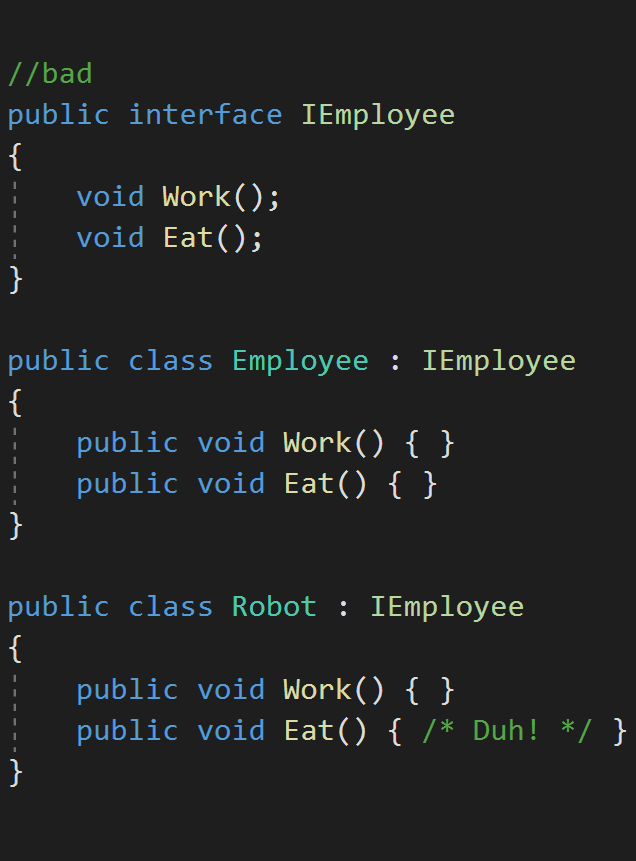 //bad
public interface IEmployee
{
    void Work();
    void Eat();
}
public class Employee : IEmployee
{
    public void Work() { }
    public void Eat() { }
}
public class Robot : IEmployee
{
    public void Work() { }
    public void Eat() { /* Duh! */ }
}